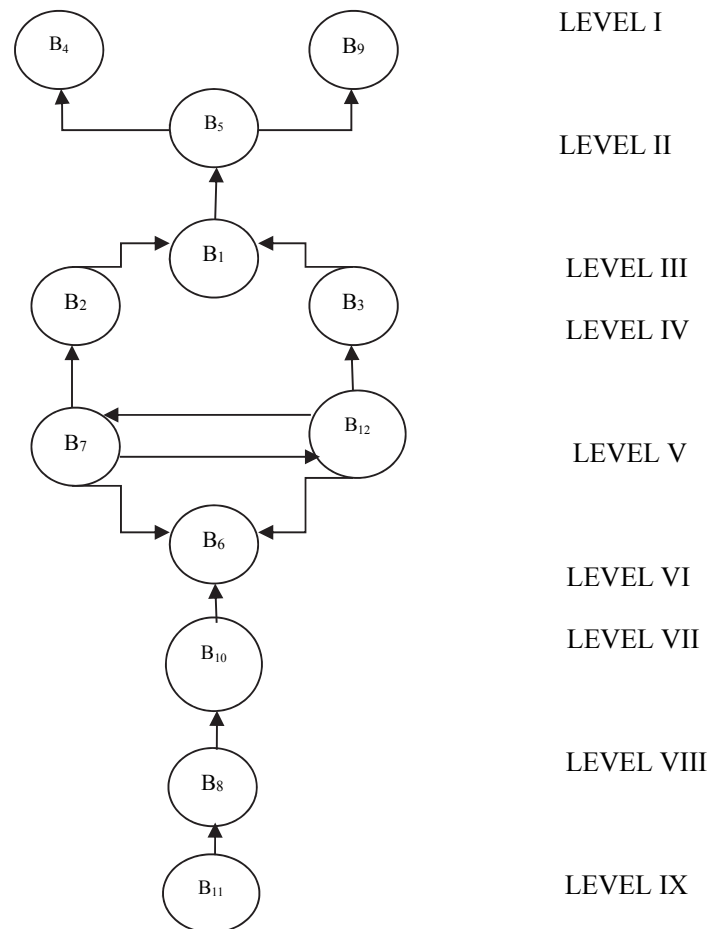 LEVEL I
B4
B9
B5
LEVEL II
B1
LEVEL III
B2
B3
LEVEL IV
B12
B7
LEVEL V
B6
LEVEL VI
LEVEL VII
B10
LEVEL VIII
B8
B11
LEVEL IX